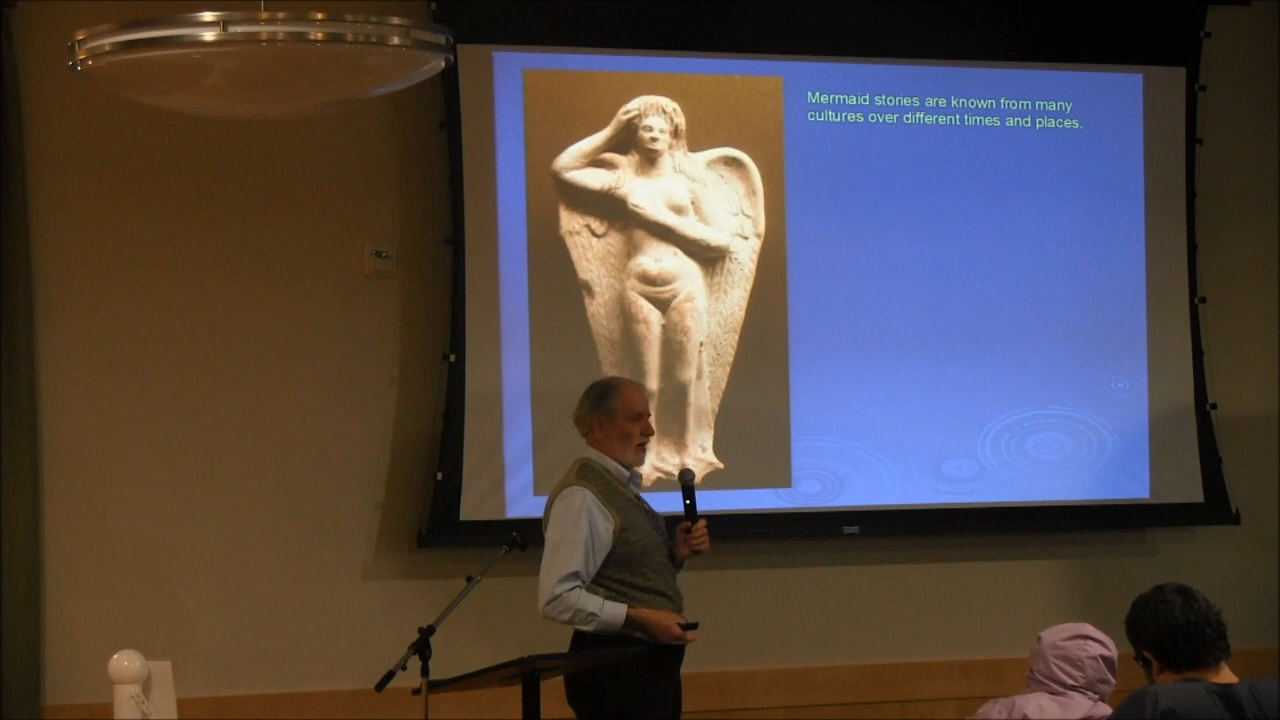 Mermaid stories are known from many
cultures over different times and places.